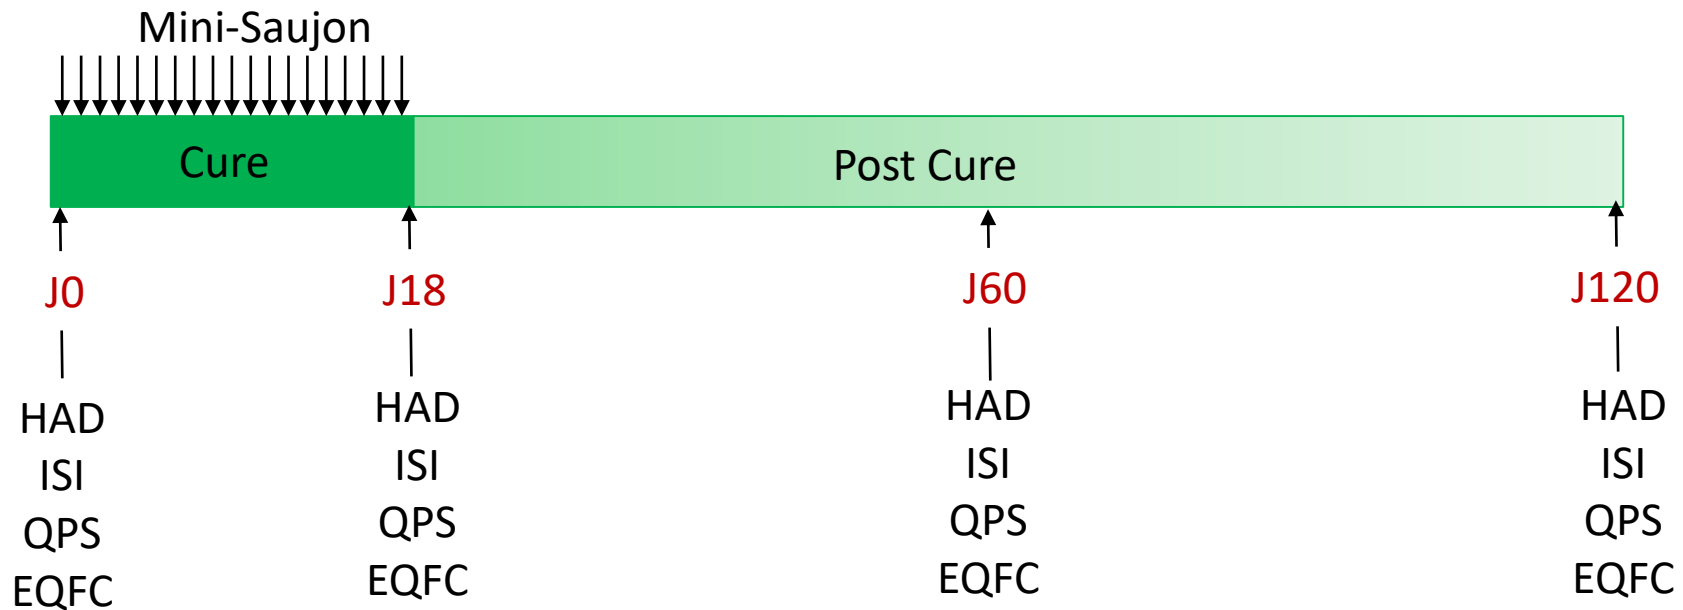 Mini-Saujon
Cure
Post Cure
J0
J18
J60
J120
HAD
ISI
QPS
EQFC
HAD
ISI
QPS
EQFC
HAD
ISI
QPS
EQFC
HAD
ISI
QPS
EQFC